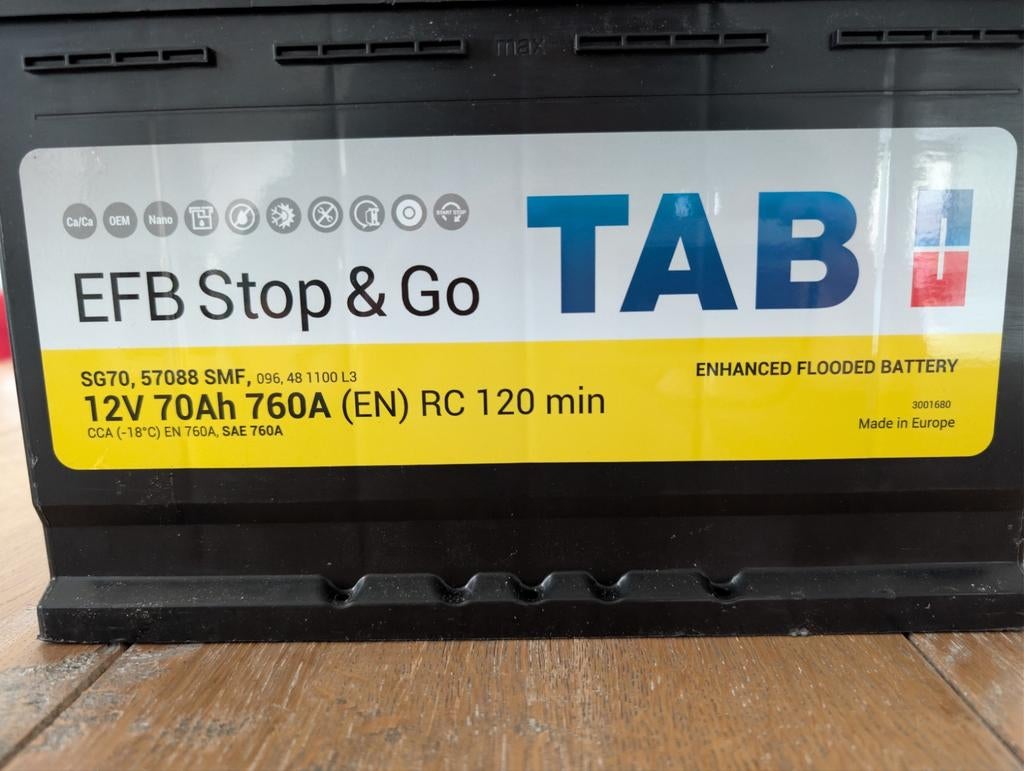 max
Ca/Ca OEM Nano START STOP
TAB
EFB Stop & Go
SG70, 57088 SMF, 096, 48 1100 L3
12V 70Ah 760A (EN) RC 120 min
CCA (-18°C) EN 760A, SAE 760A
ENHANCED FLOODED BATTERY
3001680
Made in Europe